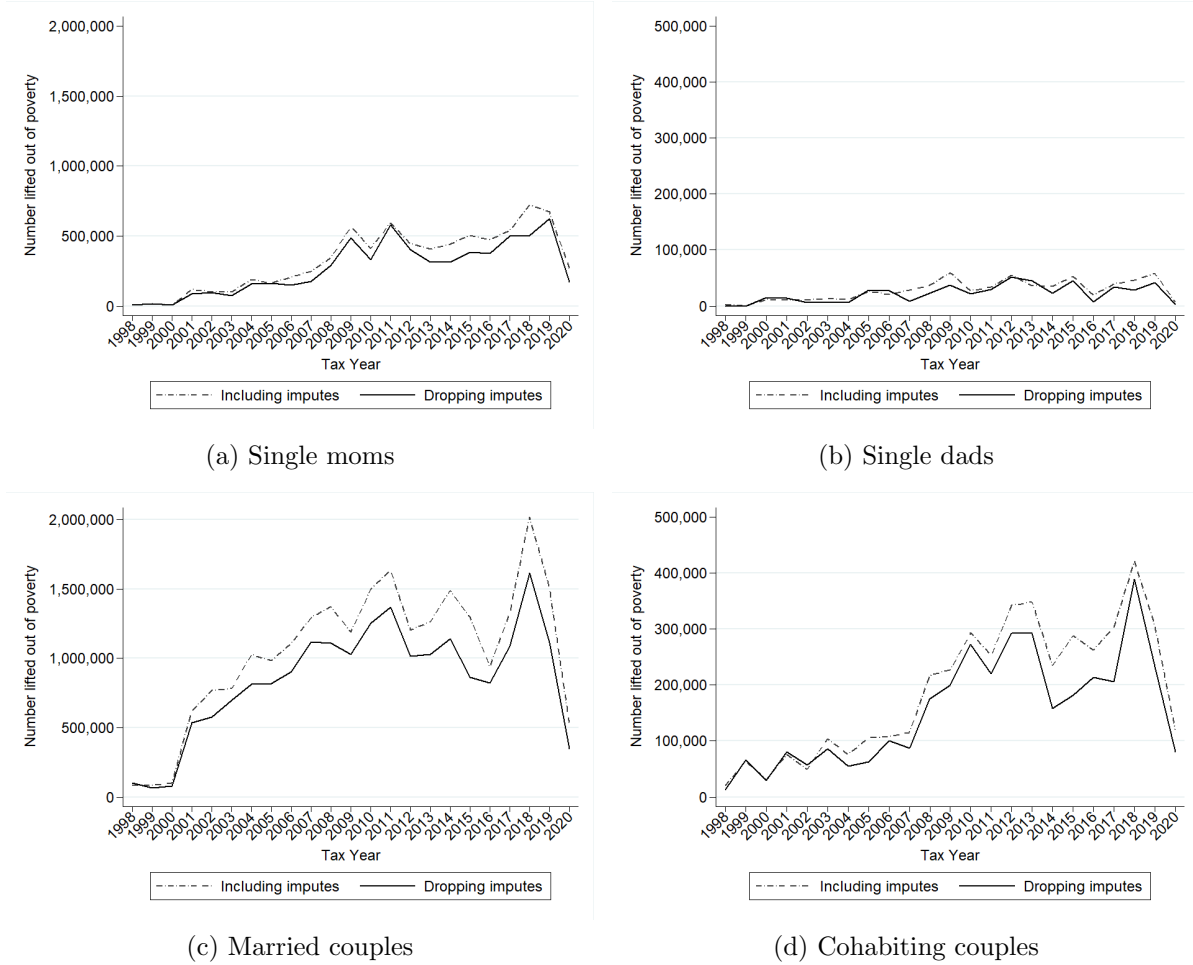 2,000,000
1,500,000
1,000,000
500,000
0
Number lifted out of poverty
1998 1999 2000 2001 2002 2003 2004 2005 2006 2007 2008 2009 2010 2011 2012 2013 2014 2015 2016 2017 2018 2019 2020
Tax Year
Including imputes Dropping imputes
(a) Single moms
500,000
400,000
300,000
200,000
100,000
0
Number lifted out of poverty
1998 1999 2000 2001 2002 2003 2004 2005 2006 2007 2008 2009 2010 2011 2012 2013 2014 2015 2016 2017 2018 2019 2020
Tax Year
Including imputes Dropping imputes
(b) Single dads
2,000,000
1,500,000
1,000,000
500,000
0
Number lifted out of poverty
1998 1999 2000 2001 2002 2003 2004 2005 2006 2007 2008 2009 2010 2011 2012 2013 2014 2015 2016 2017 2018 2019 2020
Tax Year
Including imputes Dropping imputes
(c) Married couples
500,000
400,000
300,000
200,000
100,000
0
Number lifted out of poverty
1998 1999 2000 2001 2002 2003 2004 2005 2006 2007 2008 2009 2010 2011 2012 2013 2014 2015 2016 2017 2018 2019 2020
Tax Year
Including imputes Dropping imputes
(d) Cohabiting couples